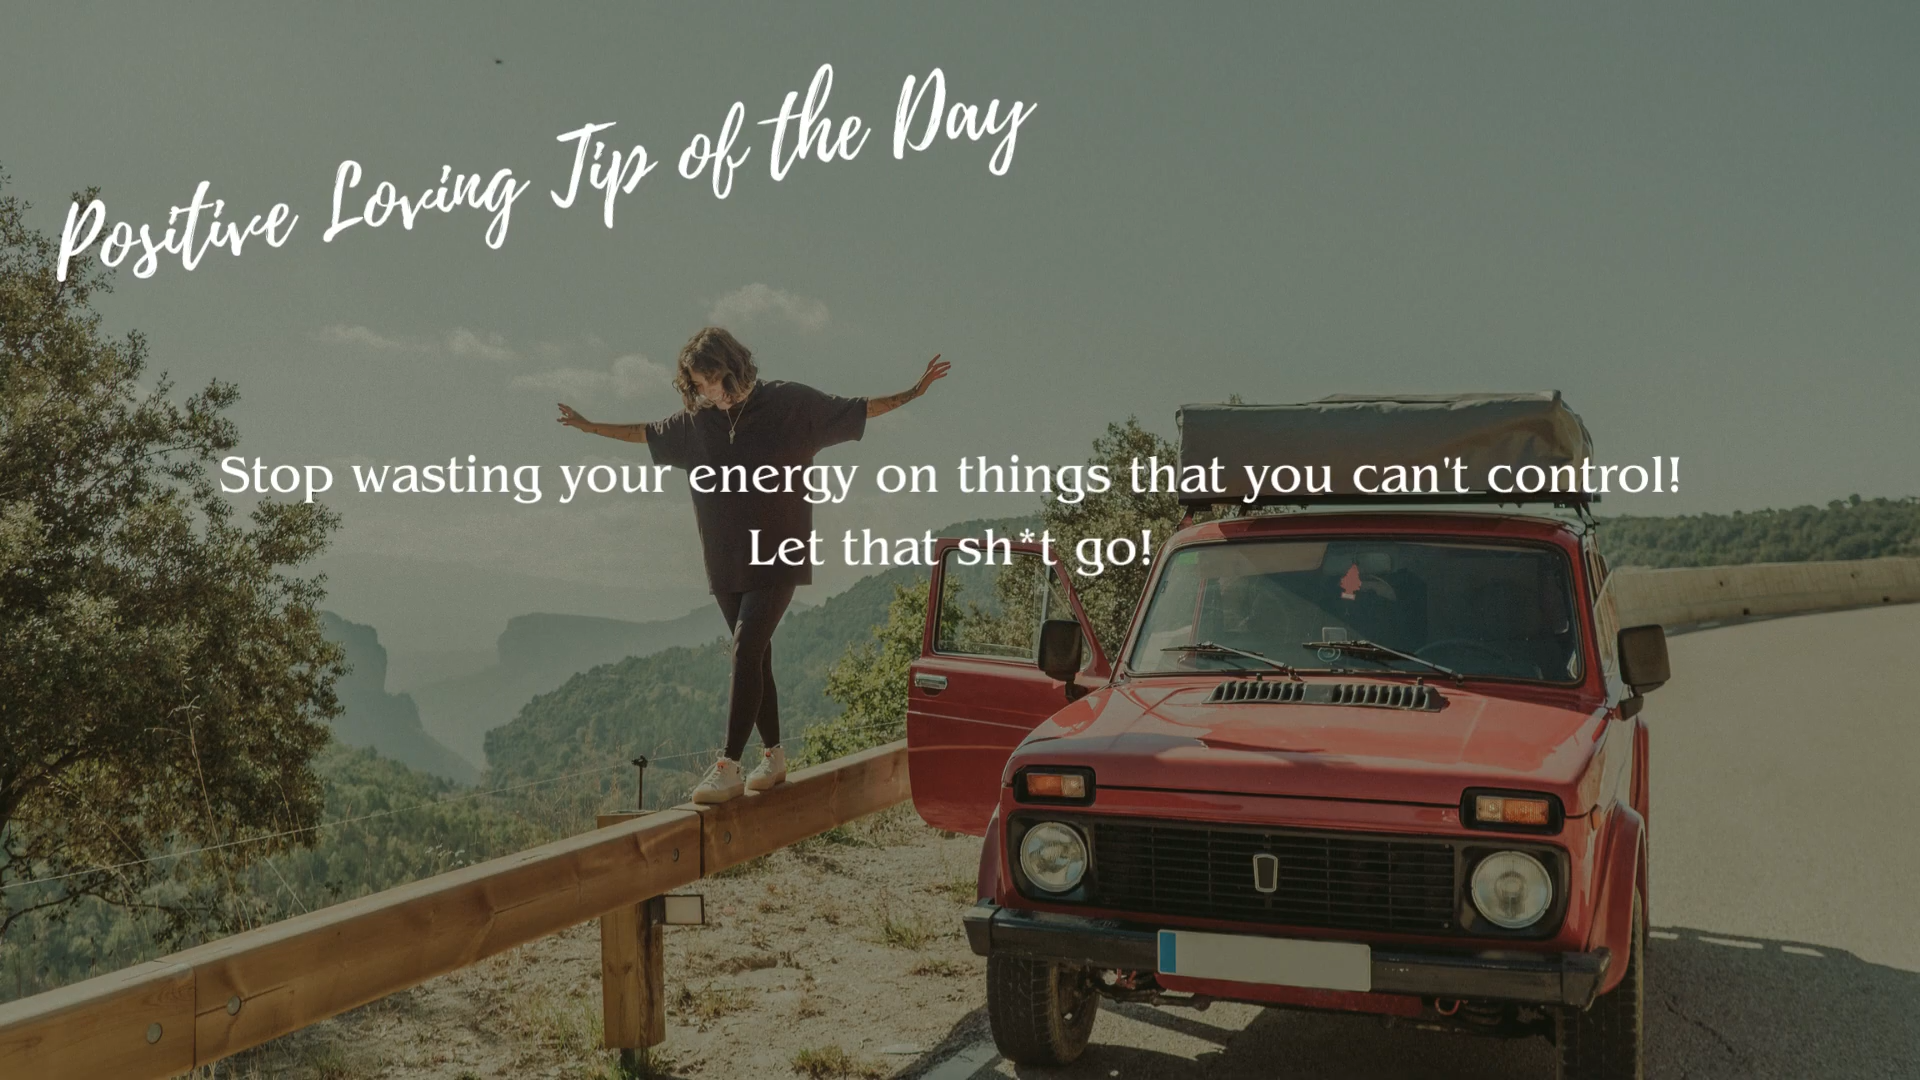 Positive Loving Tip of the Day
Stop wasting your energy on things that you can't control!
Let that sh*t go!